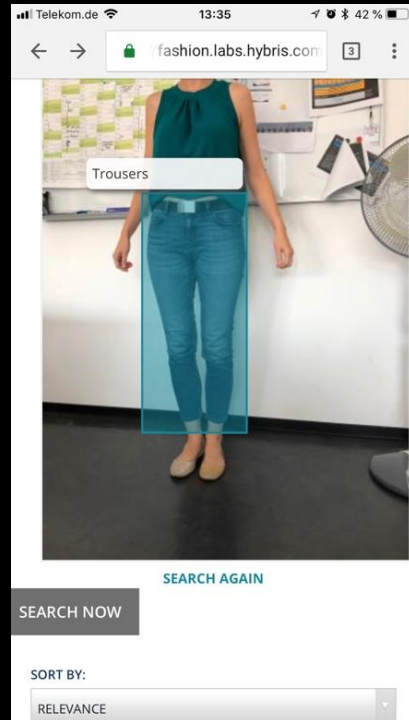 Telekom.de 13:35 42 %
fashion.labs.hybris.com 3
Trousers
SEARCH AGAIN
SEARCH NOW
SORT BY:
RELEVANCE